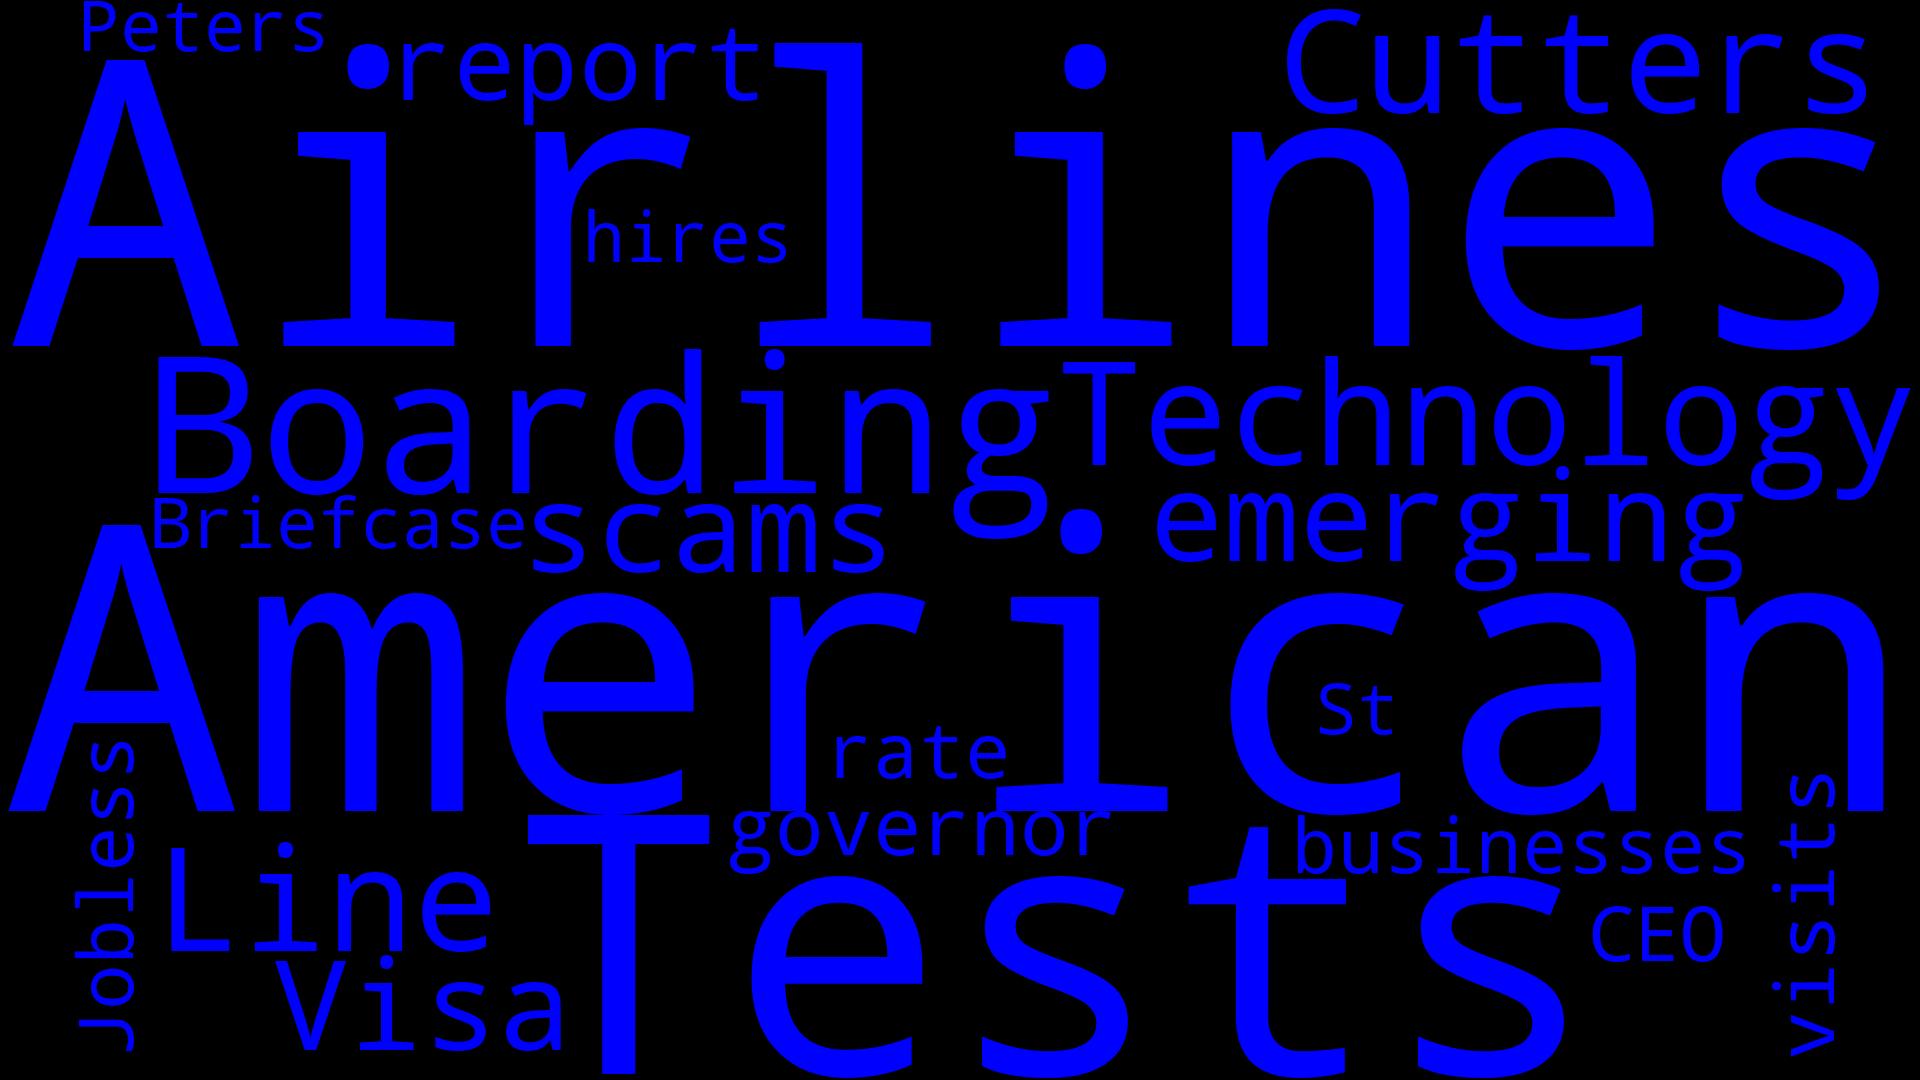 Peters
report
Cutters
Airlines
hires
Boarding
Technology
Briefcase
scams
emerging
American
St
rate
Jobless
governor
businesses
visits
Line
Tests
CEO
Visa